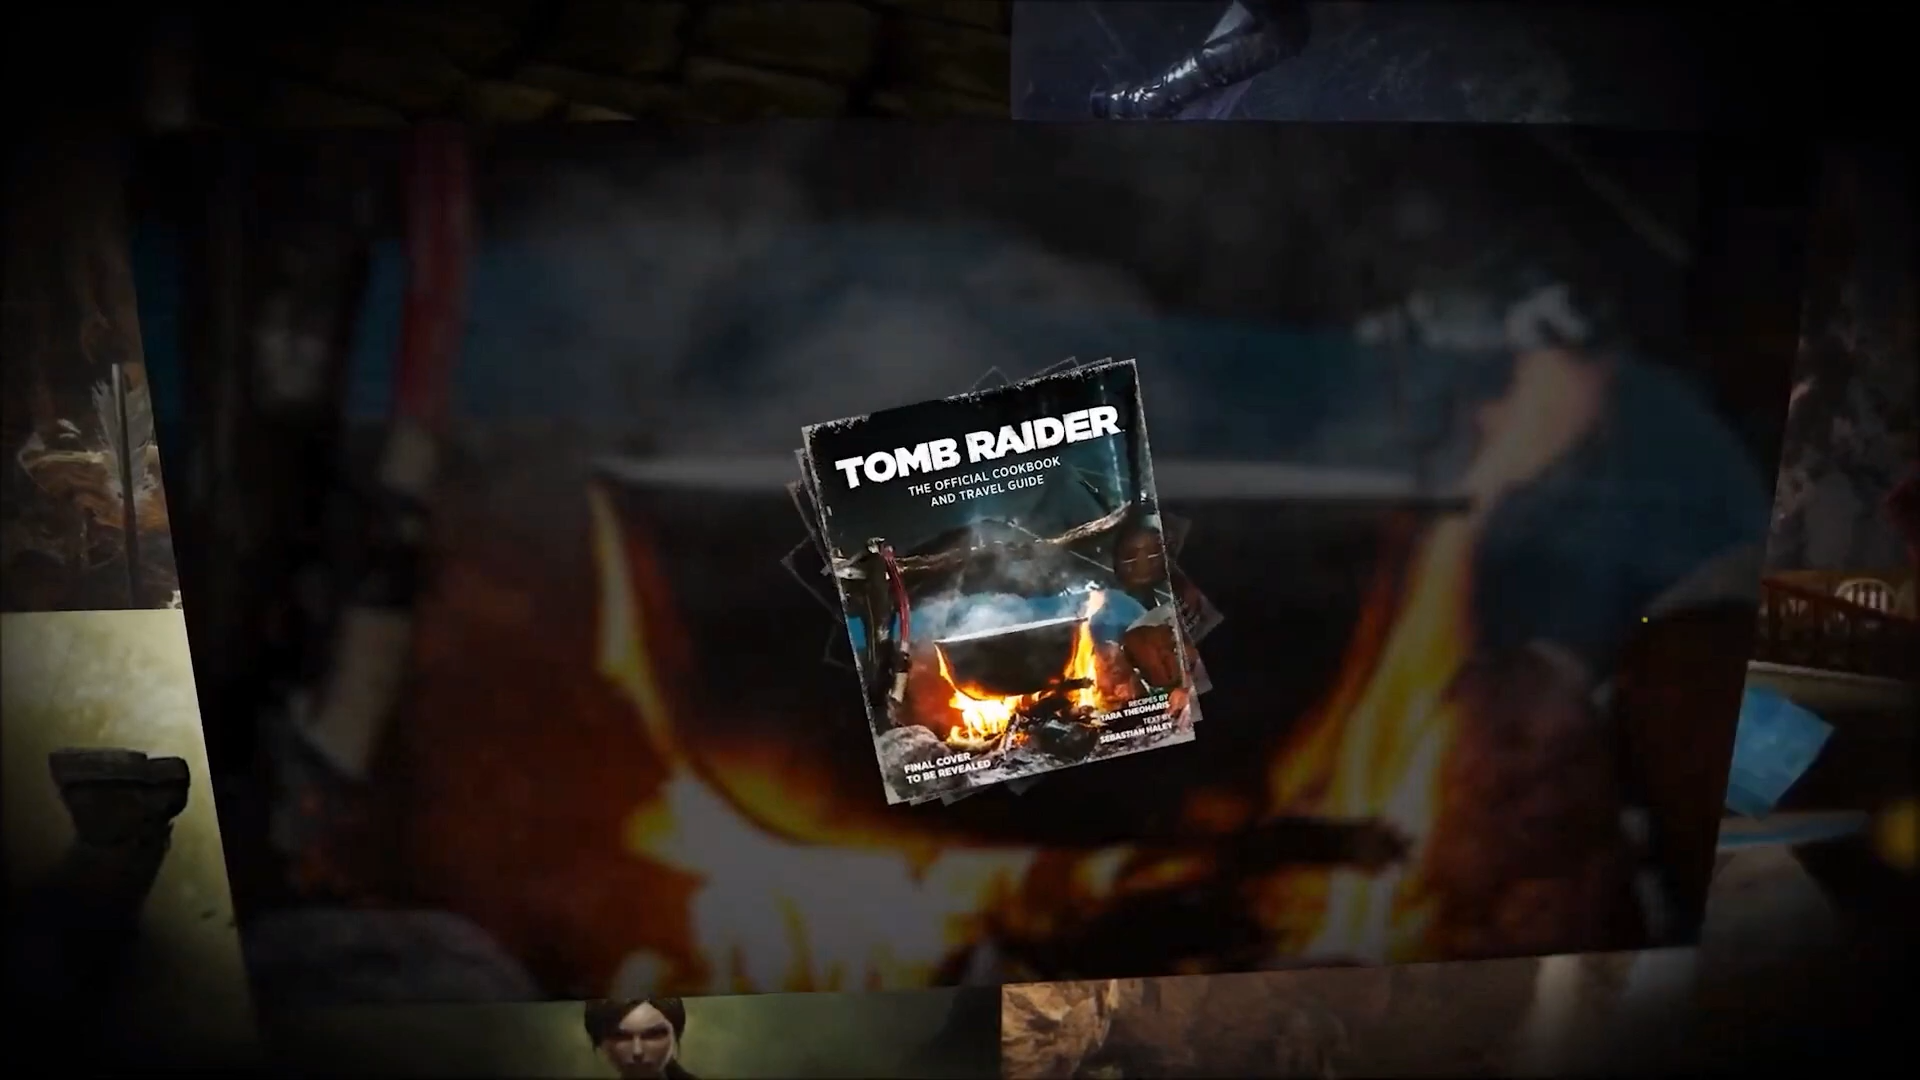 TOMB RAIDER
THE OFFICIAL COOKBOOK
AND TRAVEL GUIDE
RECIPES BY
TARA THEOHARIS
TEXT BY
SEBASTIAN HALEY
FINAL COVER
TO BE REVEALED